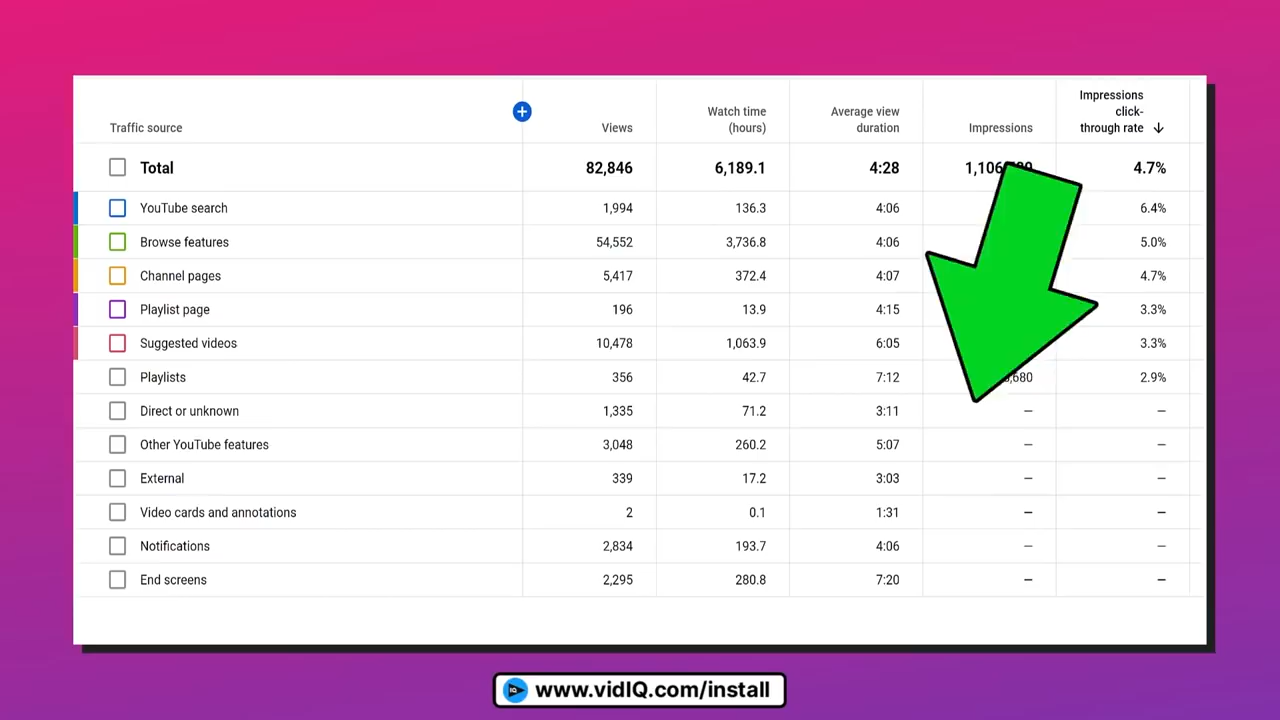 Traffic source Views Watch time (hours) Average view duration Impressions Impressions click-through rate
Total 82,846 6,189.1 4:28 4.7%
YouTube search 1,994 136.3 4:06 6.4%
Browse features 54,552 3,736.8 4:06 5.0%
Channel pages 5,417 372.4 4:07 4.7%
Playlist page 196 13.9 4:15 3.3%
Suggested videos 10,478 1,063.9 6:05 3.3%
Playlists 356 42.7 7:12 2.9%
Direct or unknown 1,335 71.2 3:11 – –
Other YouTube features 3,048 260.2 5:07 – –
External 339 17.2 3:03 – –
Video cards and annotations 2 0.1 1:31 – –
Notifications 2,834 193.7 4:06 – –
End screens 2,295 280.8 7:20 – –
IQ www.vidIQ.com/install